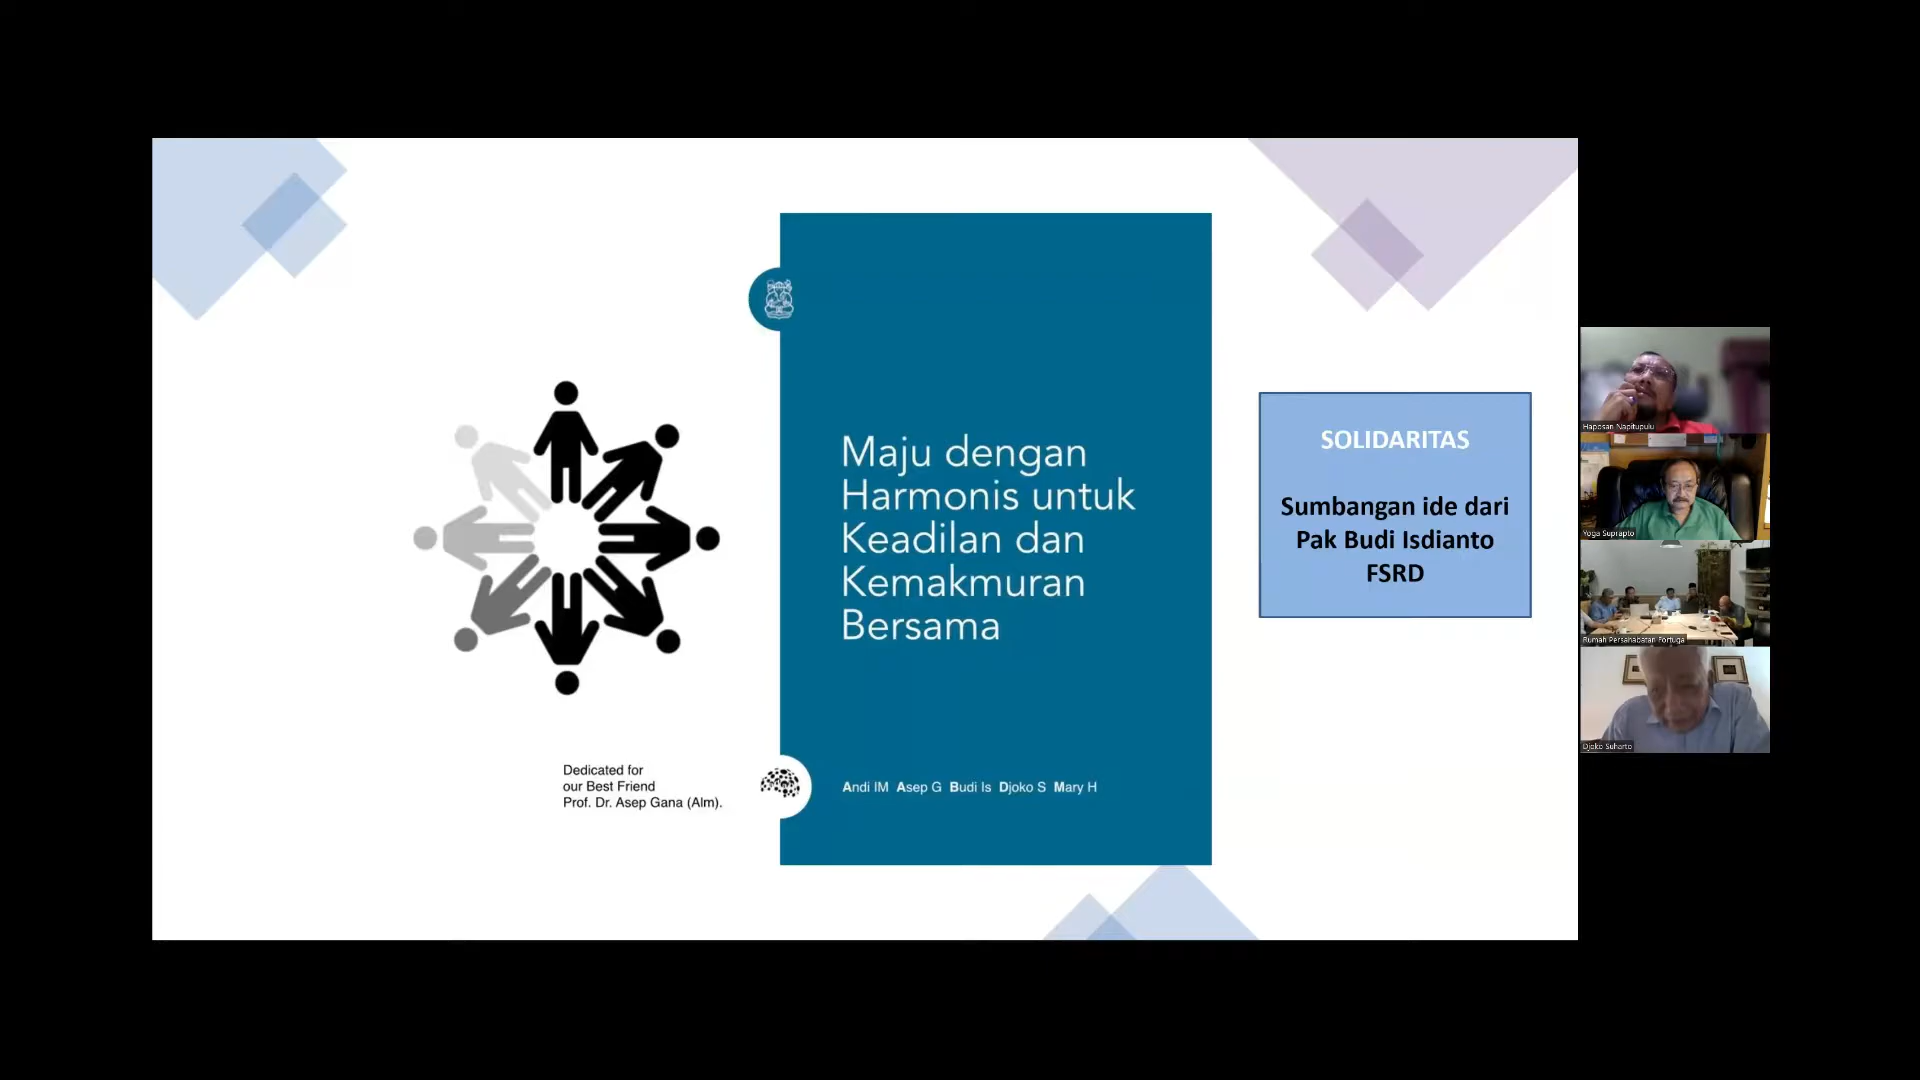 Maju dengan
Harmonis untuk
Keadilan dan
Kemakmuran
Bersama
Andi IM Asep G Budi Is Djoko S Mary H
Dedicated for
our Best Friend
Prof. Dr. Asep Gana (Alm).
SOLIDARITAS
Sumbangan ide dari
Pak Budi Isdianto
FSRD
Haposan Napitupulu
Yoga Suprapto
Rumah Persahabatan Fortuga
Djoko Suharto